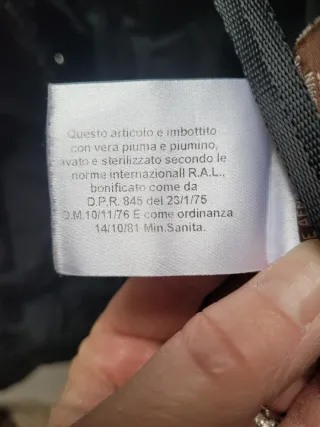 Questo articolo e imbottito
con vera piuma e piumino,
avato e sterilizzato secondo le
norme internazionali R.A.L.,
bonificato come da
D.P.R. 845 del 23/1/75
D.M.10/11/76 E come ordinanza
14/10/81 Min.Sanita.